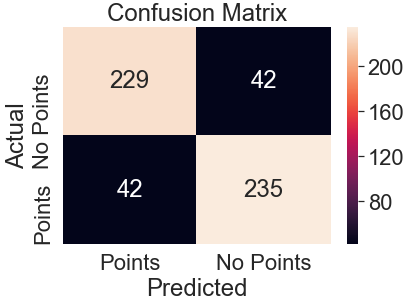 Confusion Matrix
Actual
No Points
Points
229
42
42
235
200
160
120
80
Points
No Points
Predicted